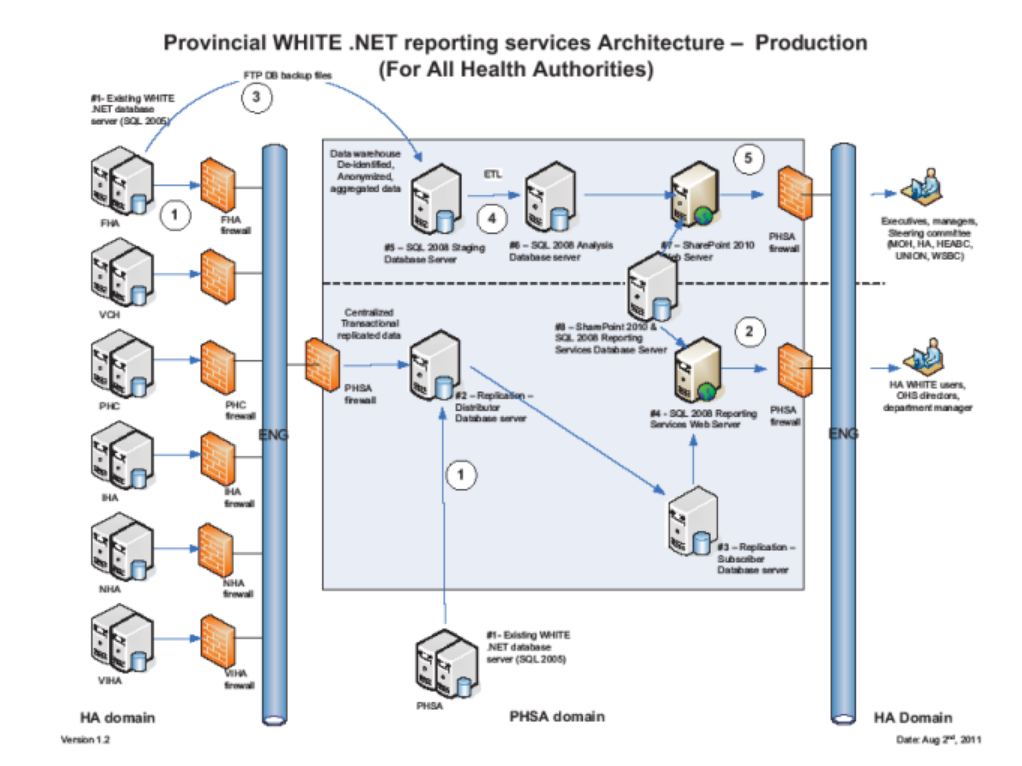 Provincial WHITE .NET reporting services Architecture – Production
(For All Health Authorities)
FTP DB backup files
3
#1- Existing WHITE
.NET database
server (SQL 2005)
FHA
1
FHA
firewall
VCH
PHC
PHC
firewall
IHA
IHA
firewall
NHA
NHA
firewall
VIHA
VIHA
firewall
ENG
HA domain
Version 1.2
Data warehouse
De-identified,
Anonymized,
aggregated data
ETL
4
5
#5 – SQL 2008 Staging
Database Server
#6 – SQL 2008 Analysis
Database server
#7 – SharePoint 2010
Web Server
PHSA
firewall
Centralized
Transactional
replicated data
PHSA
firewall
#2 – Replication –
Distributor
Database server
#8 – SharePoint 2010 &
SQL 2008 Reporting
Services Database Server
2
#4 - SQL 2008 Reporting
Services Web Server
PHSA
firewall
1
#3 – Replication –
Subscriber
Database server
#1- Existing WHITE
.NET database
server (SQL 2005)
PHSA
PHSA domain
ENG
Executives, managers,
Steering committee
(MOH, HA, HEABC,
UNION, WSBC)
HA WHITE users,
OHS directors,
department manager
HA Domain
Date: Aug 2nd, 2011